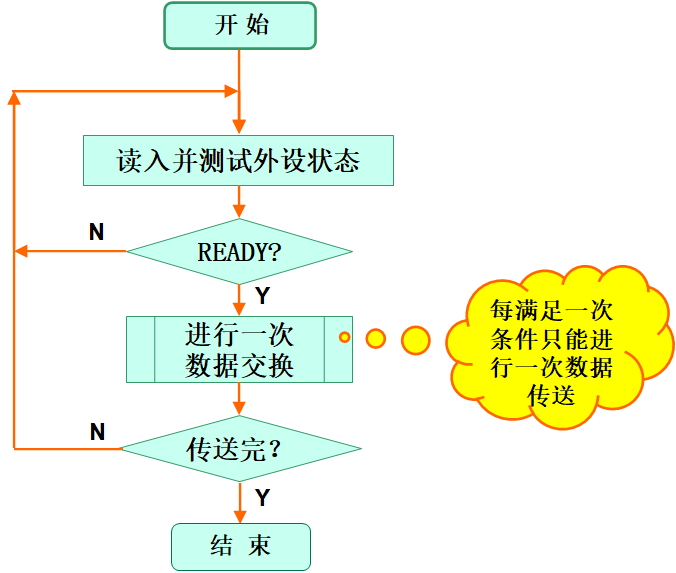 开 始
读入并测试外设状态
N
READY?
Y
进行一次
数据交换
每满足一次
条件只能进
行一次数据
传送
N
传送完？
Y
结 束